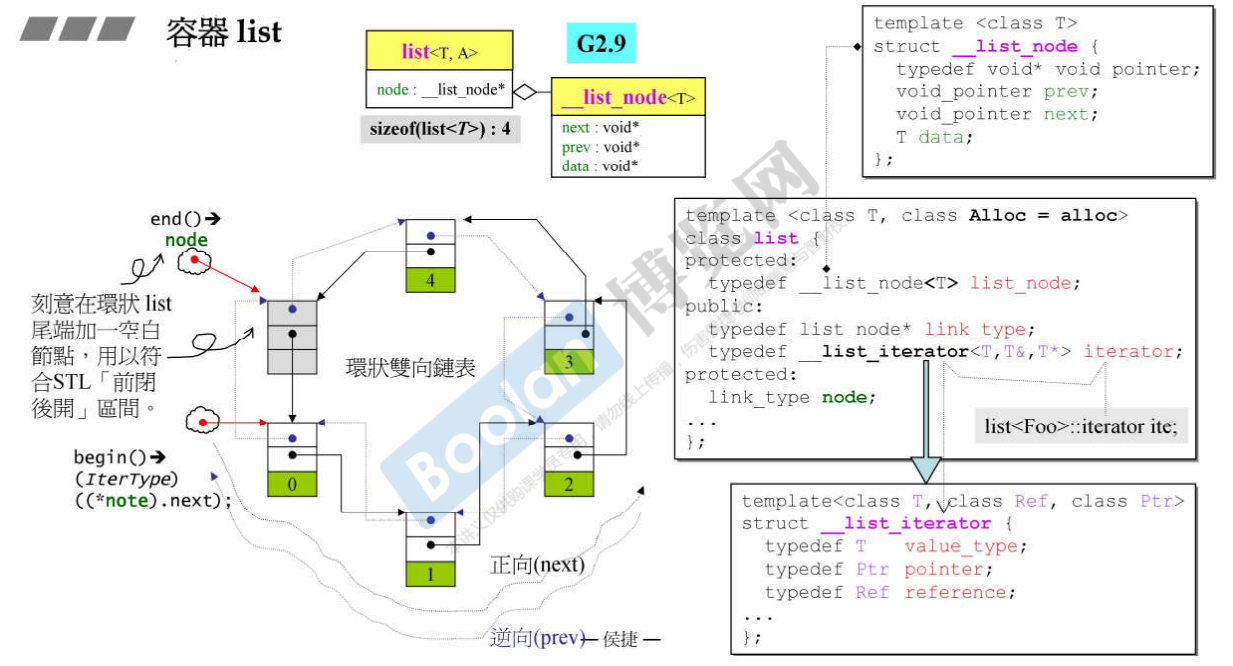 容器 list
list<T, A>
node : __list_node*
sizeof(list<T>) : 4
G2.9
__list_node<T>
next : void*
prev : void*
data : void*
template <class T>
struct __list_node {
typedef void* void pointer;
void_pointer prev;
void_pointer next;
T data;
};
end()➔
node
刻意在環狀 list
尾端加一空白
節點，用以符
合STL「前閉
後開」區間。
begin()➔
(IterType)
((*note).next);
環狀雙向鏈表
4
3
0
2
1
正向(next)
逆向(prev)
— 侯捷 —
template <class T, class Alloc = alloc>
class list {
protected:
typedef __list_node<T> list_node;
public:
typedef list node* link type;
typedef __list_iterator<T,T&,T*> iterator;
protected:
link_type node;
...
};
list<Foo>::iterator ite;
template<class T, class Ref, class Ptr>
struct __list_iterator {
typedef T value_type;
typedef Ptr pointer;
typedef Ref reference;
...
};
Boolan
博览网